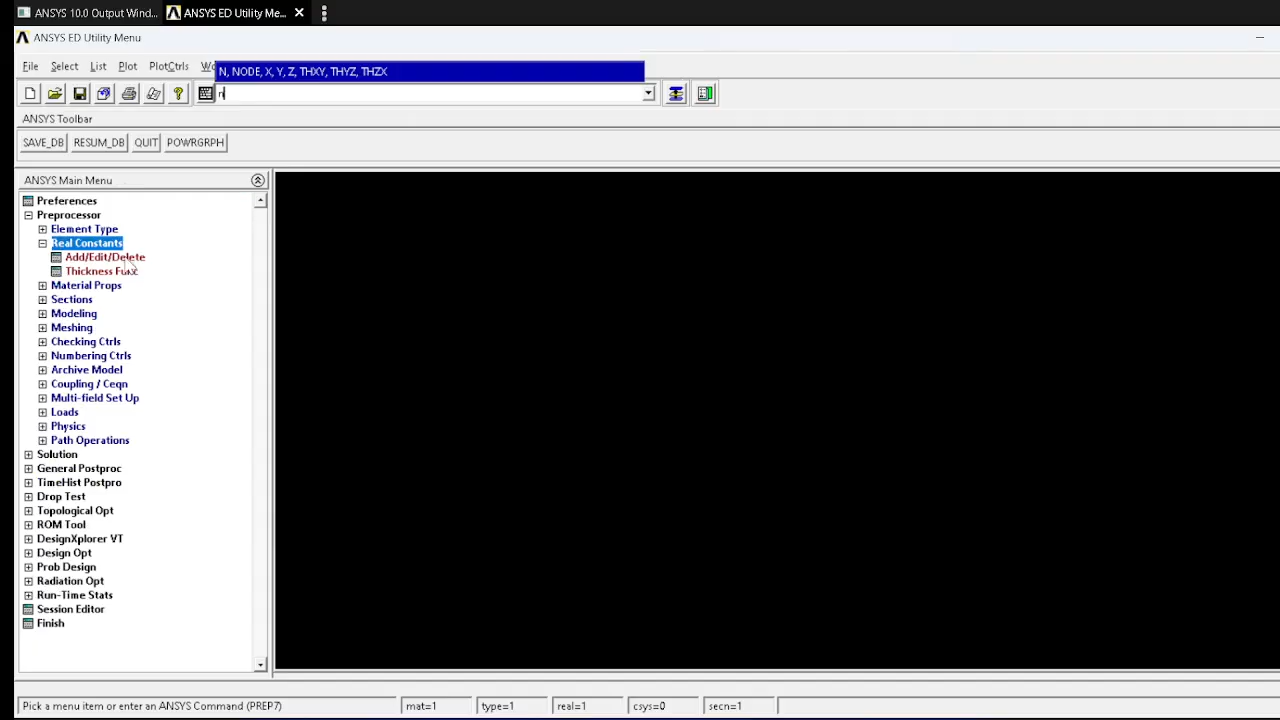 ANSYS 10.0 Output Wind... ANSYS ED Utility Me...
ANSYS ED Utility Menu
File Select List Plot PlotCtrls
N, NODE, X, Y, Z, THXY, THYZ, THZX
n
ANSYS Toolbar
SAVE_DB RESUM_DB QUIT POWRGRPH
ANSYS Main Menu
Preferences
Preprocessor
Element Type
Real Constants
Add/Edit/Delete
Thickness Func
Material Props
Sections
Modeling
Meshing
Checking Ctrls
Numbering Ctrls
Archive Model
Coupling / Ceqn
Multi-field Set Up
Loads
Physics
Path Operations
Solution
General Postproc
TimeHist Postpro
Drop Test
Topological Opt
ROM Tool
DesignXplorer VT
Design Opt
Prob Design
Radiation Opt
Run-Time Stats
Session Editor
Finish
Pick a menu item or enter an ANSYS Command (PREP7) mat=1 type=1 real=1 csys=0 secn=1